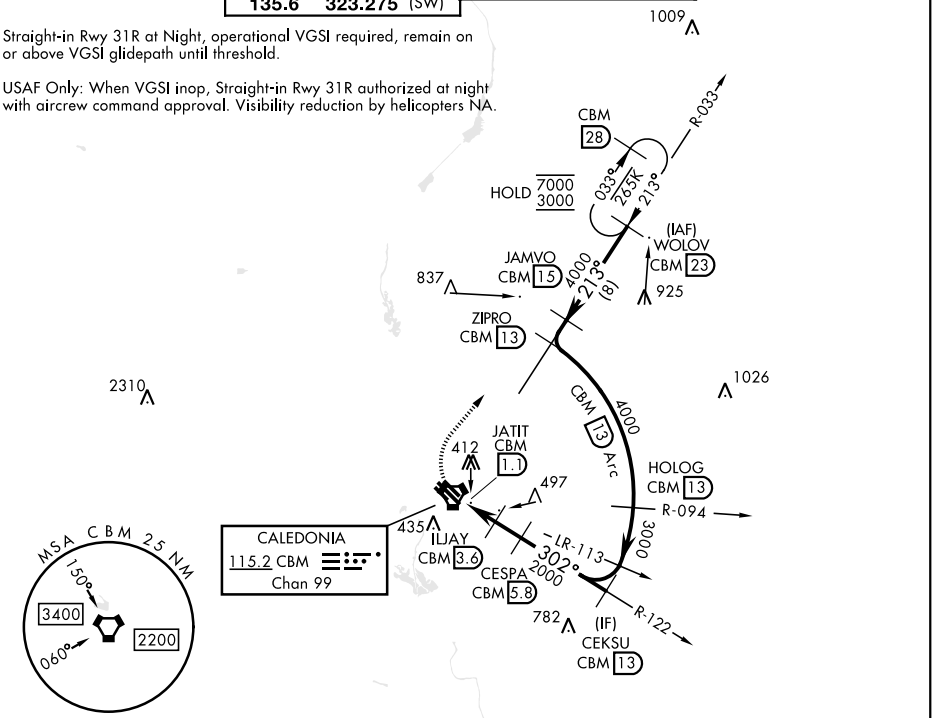 135.6 323.275 (SW)
Straight-in Rwy 31R at Night, operational VGSI required, remain on
or above VGSI glidepath until threshold.
USAF Only: When VGSI inop, Straight-in Rwy 31R authorized at night
with aircrew command approval. Visibility reduction by helicopters NA.
1009
R-033
CBM
28
033°
265K
213°
HOLD 7000
3000
(IAF)
WOLOV
CBM 23
925
JAMVO
CBM 15
4000
213°
(8)
837
ZIPRO
CBM 13
2310
1026
CBM 13 Arc
4000
JATIT
CBM
1.1
412
497
HOLOG
CBM 13
R-094
3000
435
ILJAY
CBM 3.6
LR-113
302°
2000
CESPA
CBM 5.8
R-122
782
(IF)
CEKSU
CBM 13
CALEDONIA
115.2 CBM
Chan 99
MSA CBM 25 NM
150°
3400
2200
060°